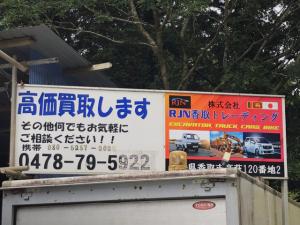 高価買取します
その他何でもお気軽に
ご相談ください!!
携帯
0478-79-5922
RJN
株式会社
RJN香取トレーディング
EXCAVATOR, TRUCK, CARS, BIKE
120番地2